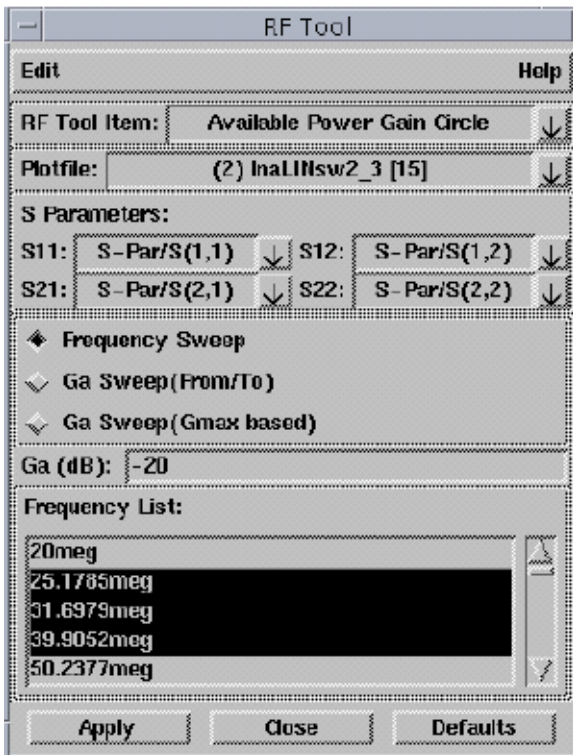 RF Tool
Edit Help
RF Tool Item: Available Power Gain Circle
Plotfile: (2) lnaLINsw2_3 [15]
S Parameters:
S11: S-Par/S(1,1) S12: S-Par/S(1,2)
S21: S-Par/S(2,1) S22: S-Par/S(2,2)
Frequency Sweep
Ga Sweep(From/To)
Ga Sweep(Gmax based)
Ga (dB): -20
Frequency List:
20meg
25.1785meg
31.6979meg
39.9052meg
50.2377meg
Apply Close Defaults